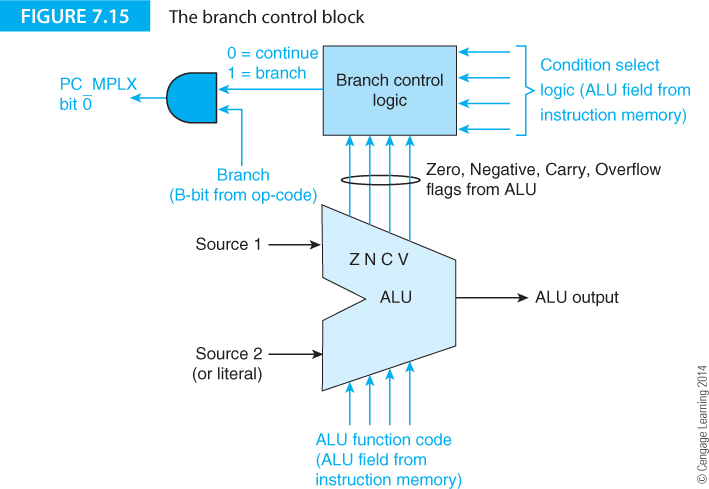 FIGURE 7.15
The branch control block
0 = continue
1 = branch
PC_MPLX
bit 0
Branch control
logic
Condition select
logic (ALU field from
instruction memory)
Branch
(B-bit from op-code)
Zero, Negative, Carry, Overflow
flags from ALU
Source 1
Z N C V
ALU
ALU output
Source 2
(or literal)
ALU function code
(ALU field from
instruction memory)
© Cengage Learning 2014